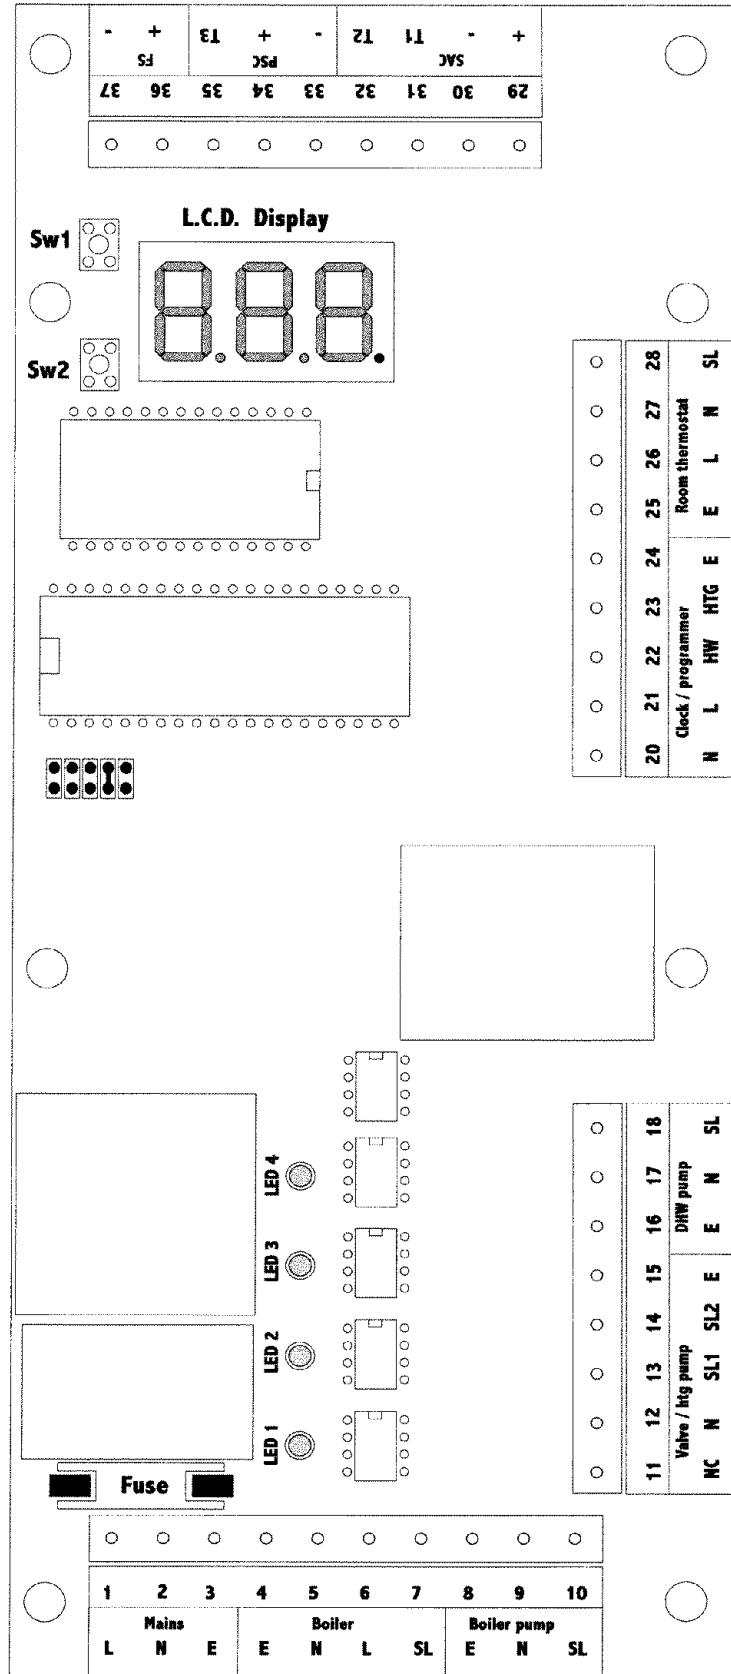 - + T3 + - T2 T1 - +
FS PSC SAC
37 36 35 34 33 32 31 30 29
L.C.D. Display
Sw1
8.8.8.
Sw2
28 SL
27 N
26 L
25 E
Room thermostat
24 E
23 HTG
22 HW
21 L
20 N
Clock / programmer
18 SL
17 N
16 E
DHW pump
15 E
14 SL2
13 SL1
12 N
11 NC
Valve / htg pump
LED 4
LED 3
LED 2
LED 1
Fuse
1 2 3 4 5 6 7 8 9 10
Mains Boiler Boiler pump
L N E E N L SL E N SL